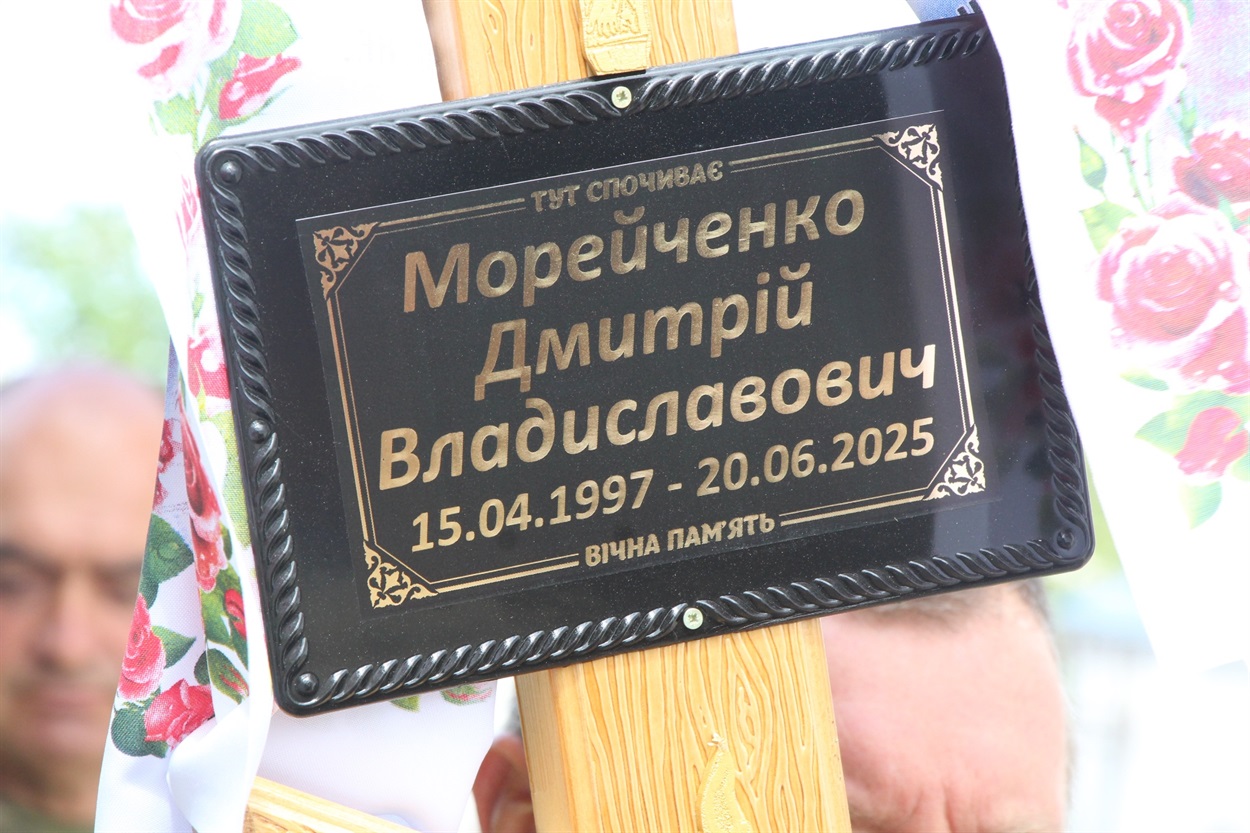 ТУТ СПОЧИВАЄ
Морейченко
Дмитрій
Владиславович
15.04.1997 - 20.06.2025
ВІЧНА ПАМ'ЯТЬ